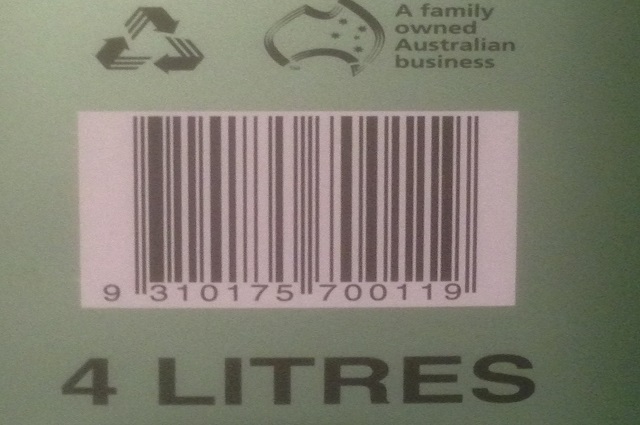 A family
owned
Australian
business
9 310175 700119
4 LITRES